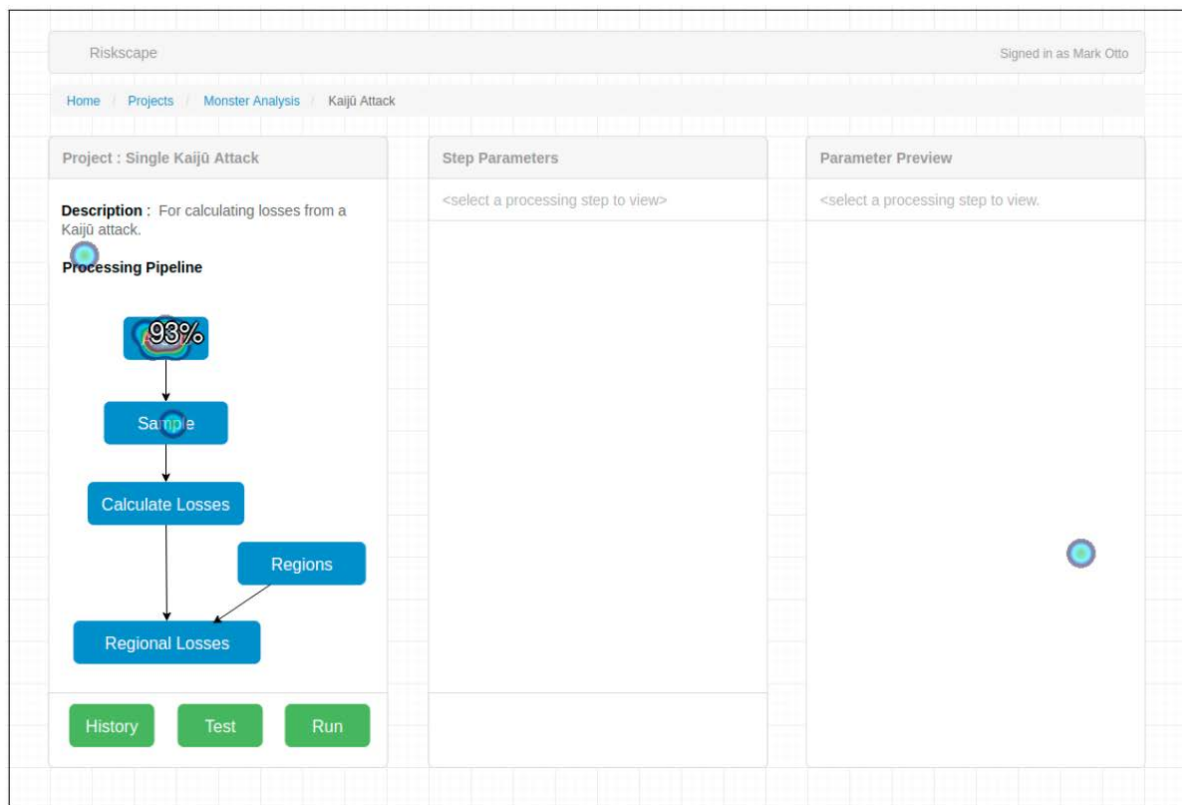 Riskscape
Signed in as Mark Otto
Home / Projects / Monster Analysis / Kaijū Attack
Project : Single Kaijū Attack
Description : For calculating losses from a
Kaijū attack.
Processing Pipeline
93%
Sample
Calculate Losses
Regions
Regional Losses
History
Test
Run
Step Parameters
<select a processing step to view>
Parameter Preview
<select a processing step to view.